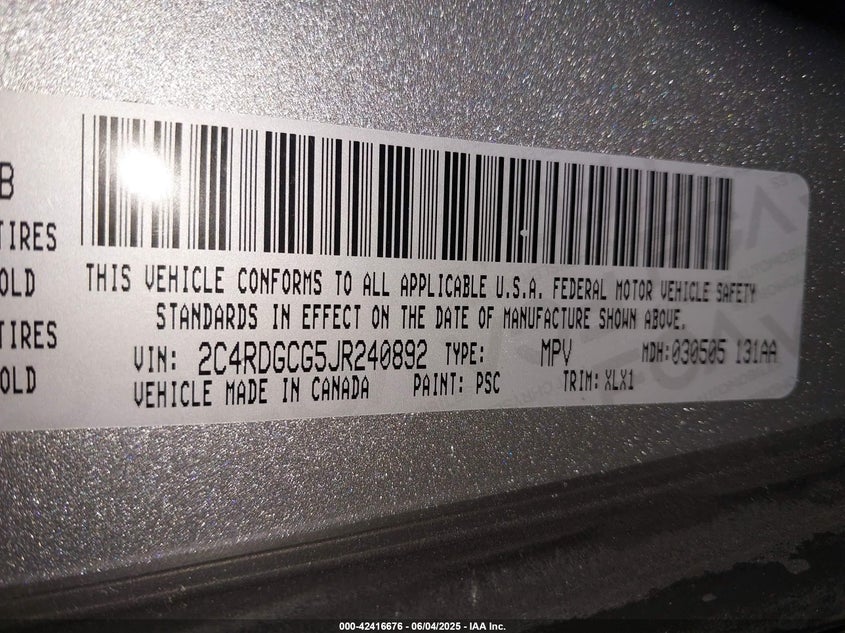 B
TIRES
OLD
TIRES
OLD
THIS VEHICLE CONFORMS TO ALL APPLICABLE U.S.A. FEDERAL MOTOR VEHICLE SAFETY
STANDARDS IN EFFECT ON THE DATE OF MANUFACTURE SHOWN ABOVE.
VIN: 2C4RDGCG5JR240892 TYPE: MPV MDH: 030505 131AA
VEHICLE MADE IN CANADA PAINT: PSC TRIM: XLX1
000-42416676 - 06/04/2025 - IAA Inc.